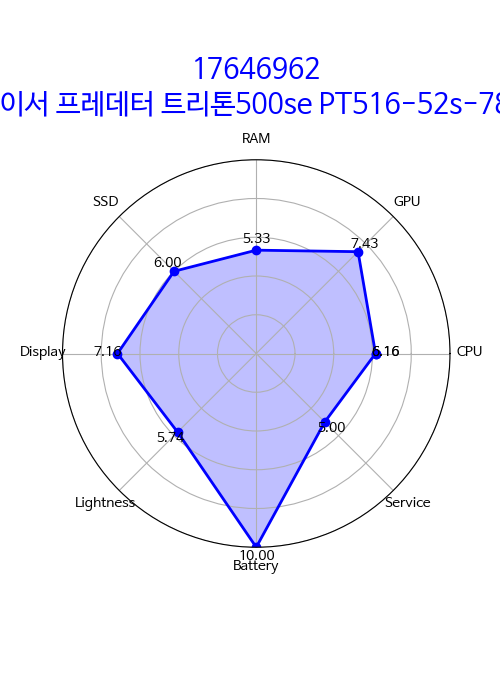 17646962
이서 프레데터 트리톤500se PT516-52s-78
RAM
SSD
GPU
5.33
7.43
6.00
Display
7.16
6.16
CPU
5.74
5.00
Lightness
Service
10.00
Battery